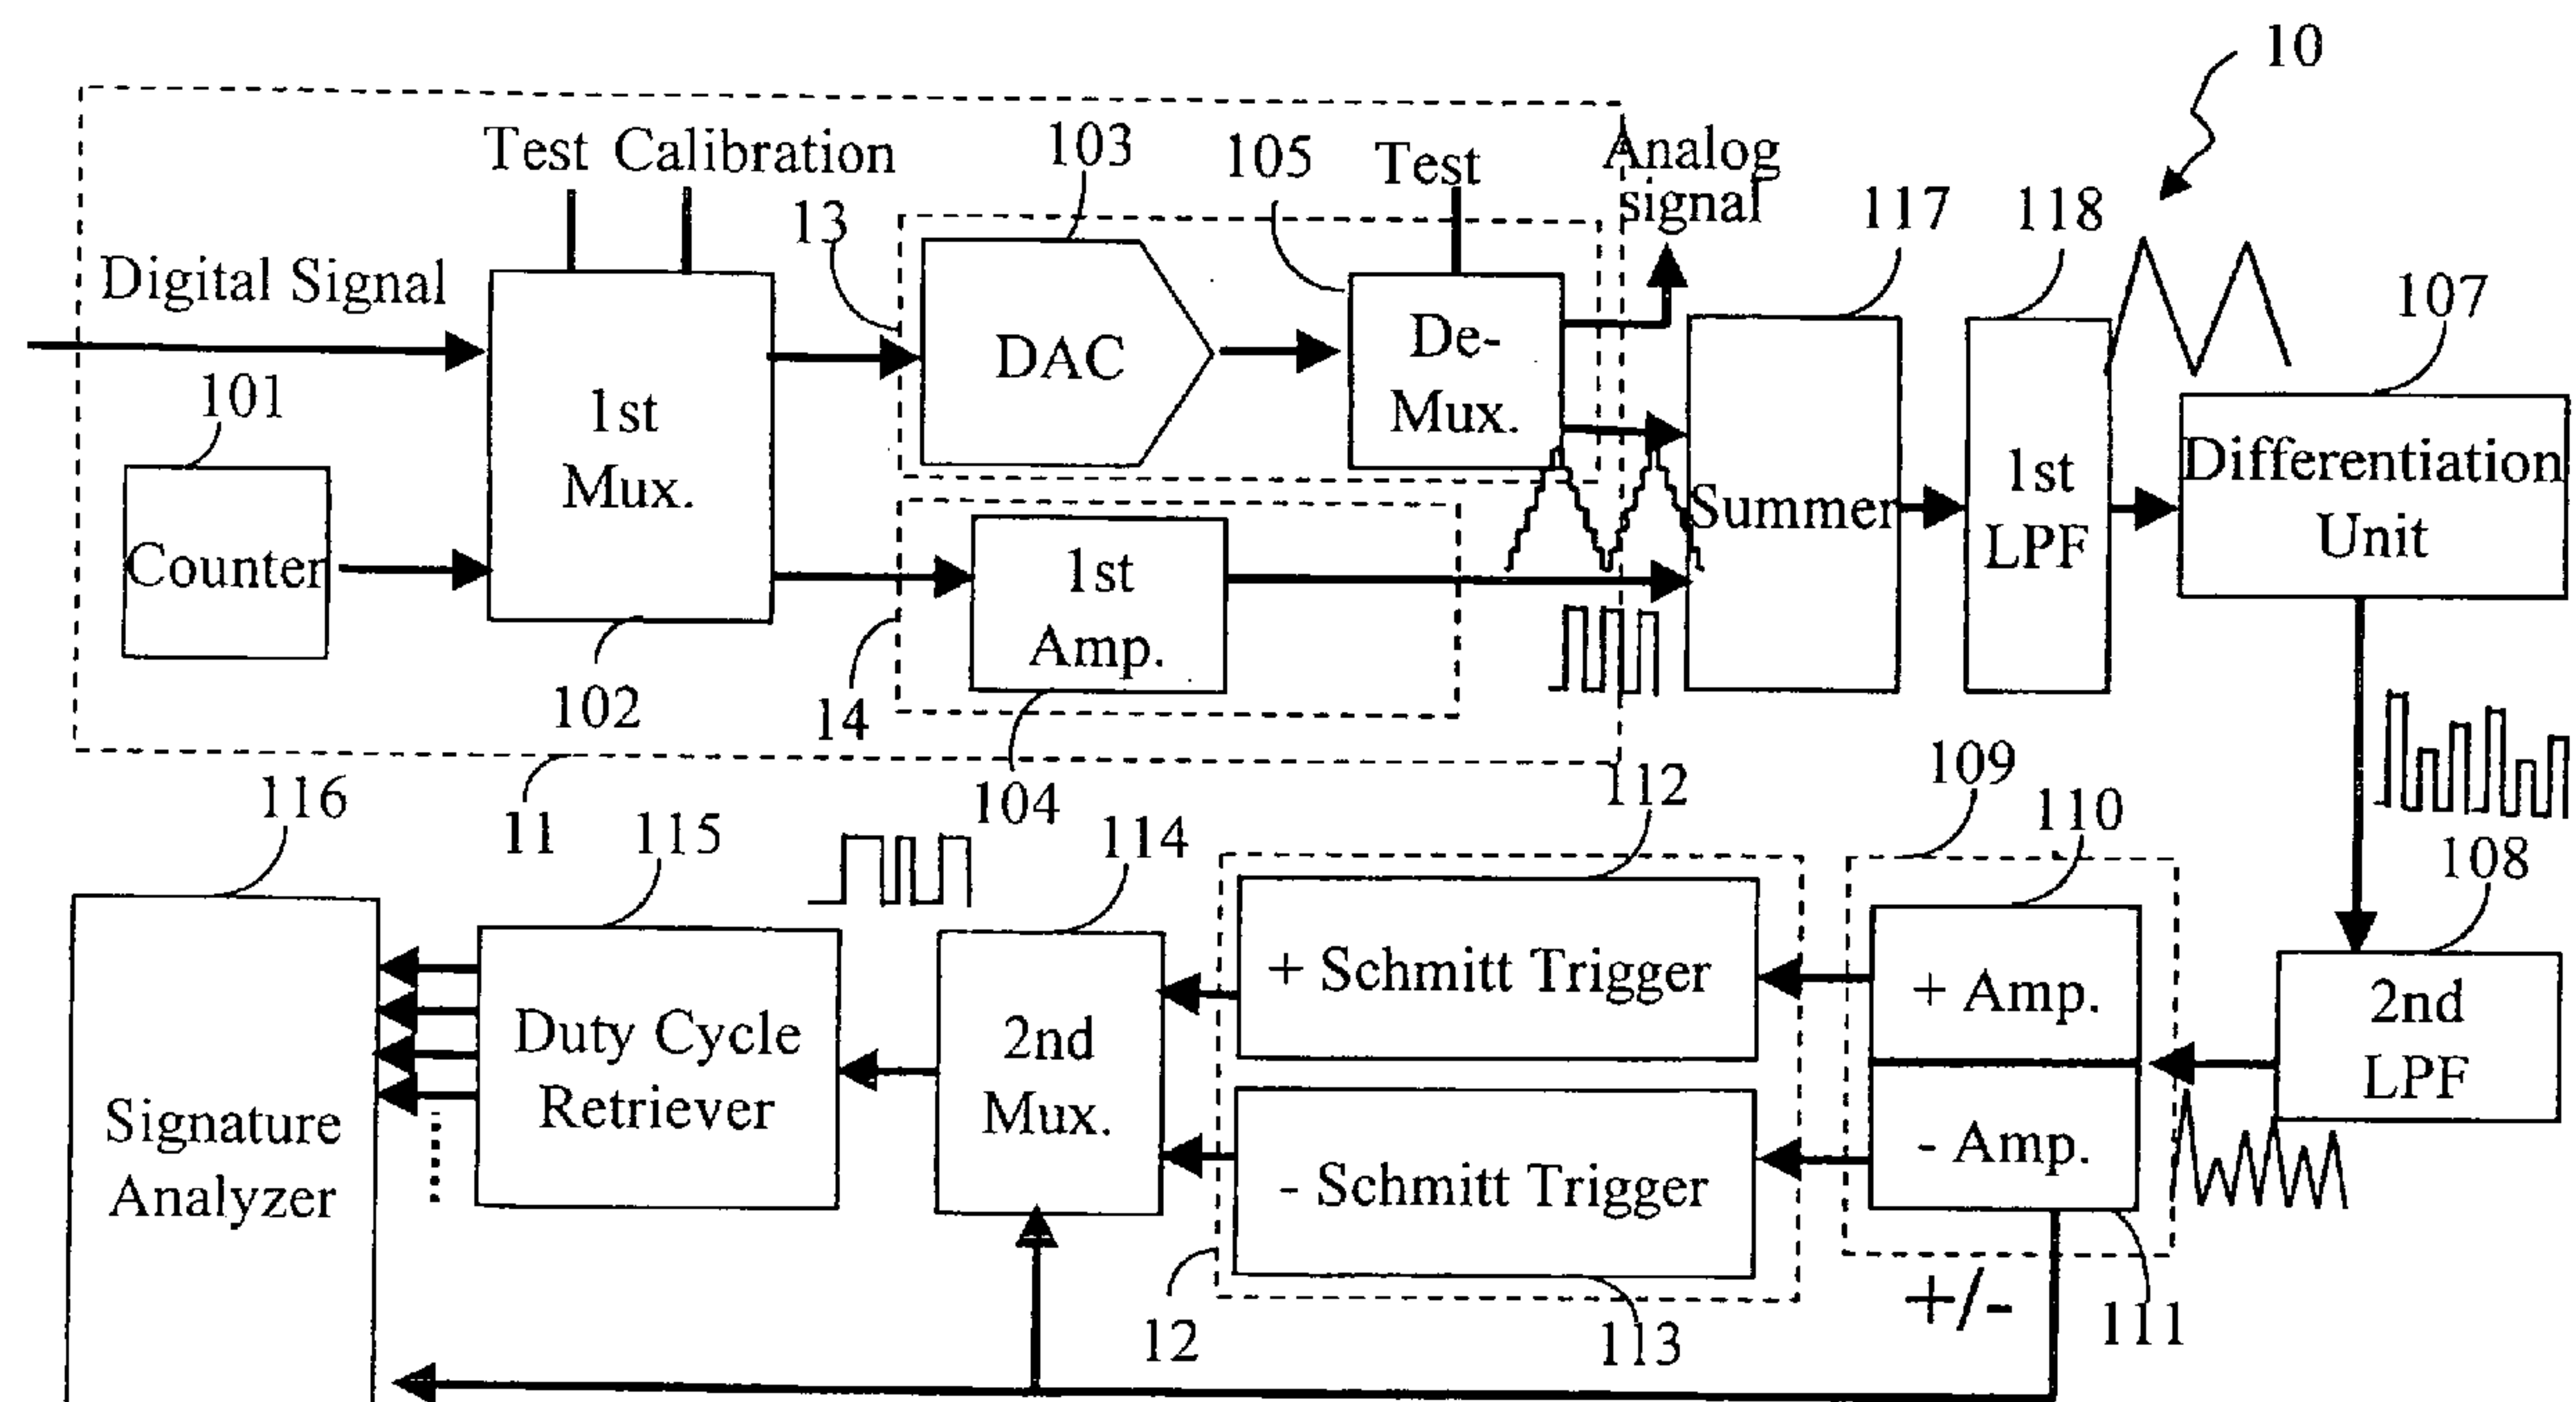 10
Test Calibration
103
105
Test
Analog
signal
117
118
13
Digital Signal
107
101
1st
Mux.
DAC
De-
Mux.
Summer
1st
LPF
Differentiation
Unit
Counter
1st
Amp.
102
14
104
11
116
115
114
112
109
110
108
Signature
Analyzer
Duty Cycle
Retriever
2nd
Mux.
+ Schmitt Trigger
- Schmitt Trigger
+ Amp.
- Amp.
2nd
LPF
12
113
+/-
111